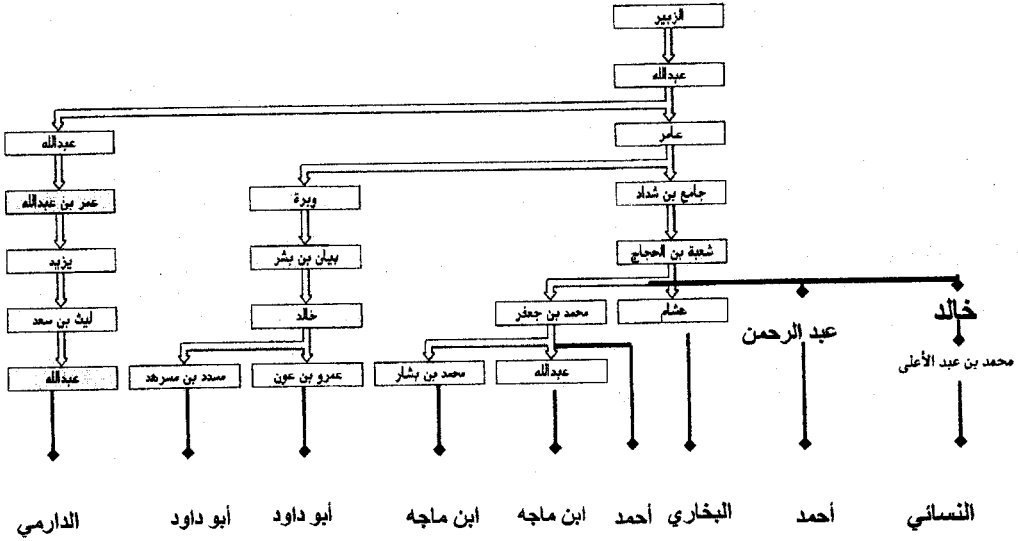 الزبير
عبدالله
عامر
عبدالله
جامع بن شداد
وبرة
عمر بن عبدالله
شعبة بن الحجاج
بيان بن بشر
يزيد
خالد
محمد بن جعفر
هشام
خالد
ليث بن سعد
عبد الرحمن
محمد بن عبد الأعلى
عبدالله
محمد بن بشار
عمرو بن عون
مسدد بن مسرهد
عبدالله
النسائي
أحمد
البخاري
أحمد
ابن ماجه
ابن ماجه
أبو داود
أبو داود
الدارمي